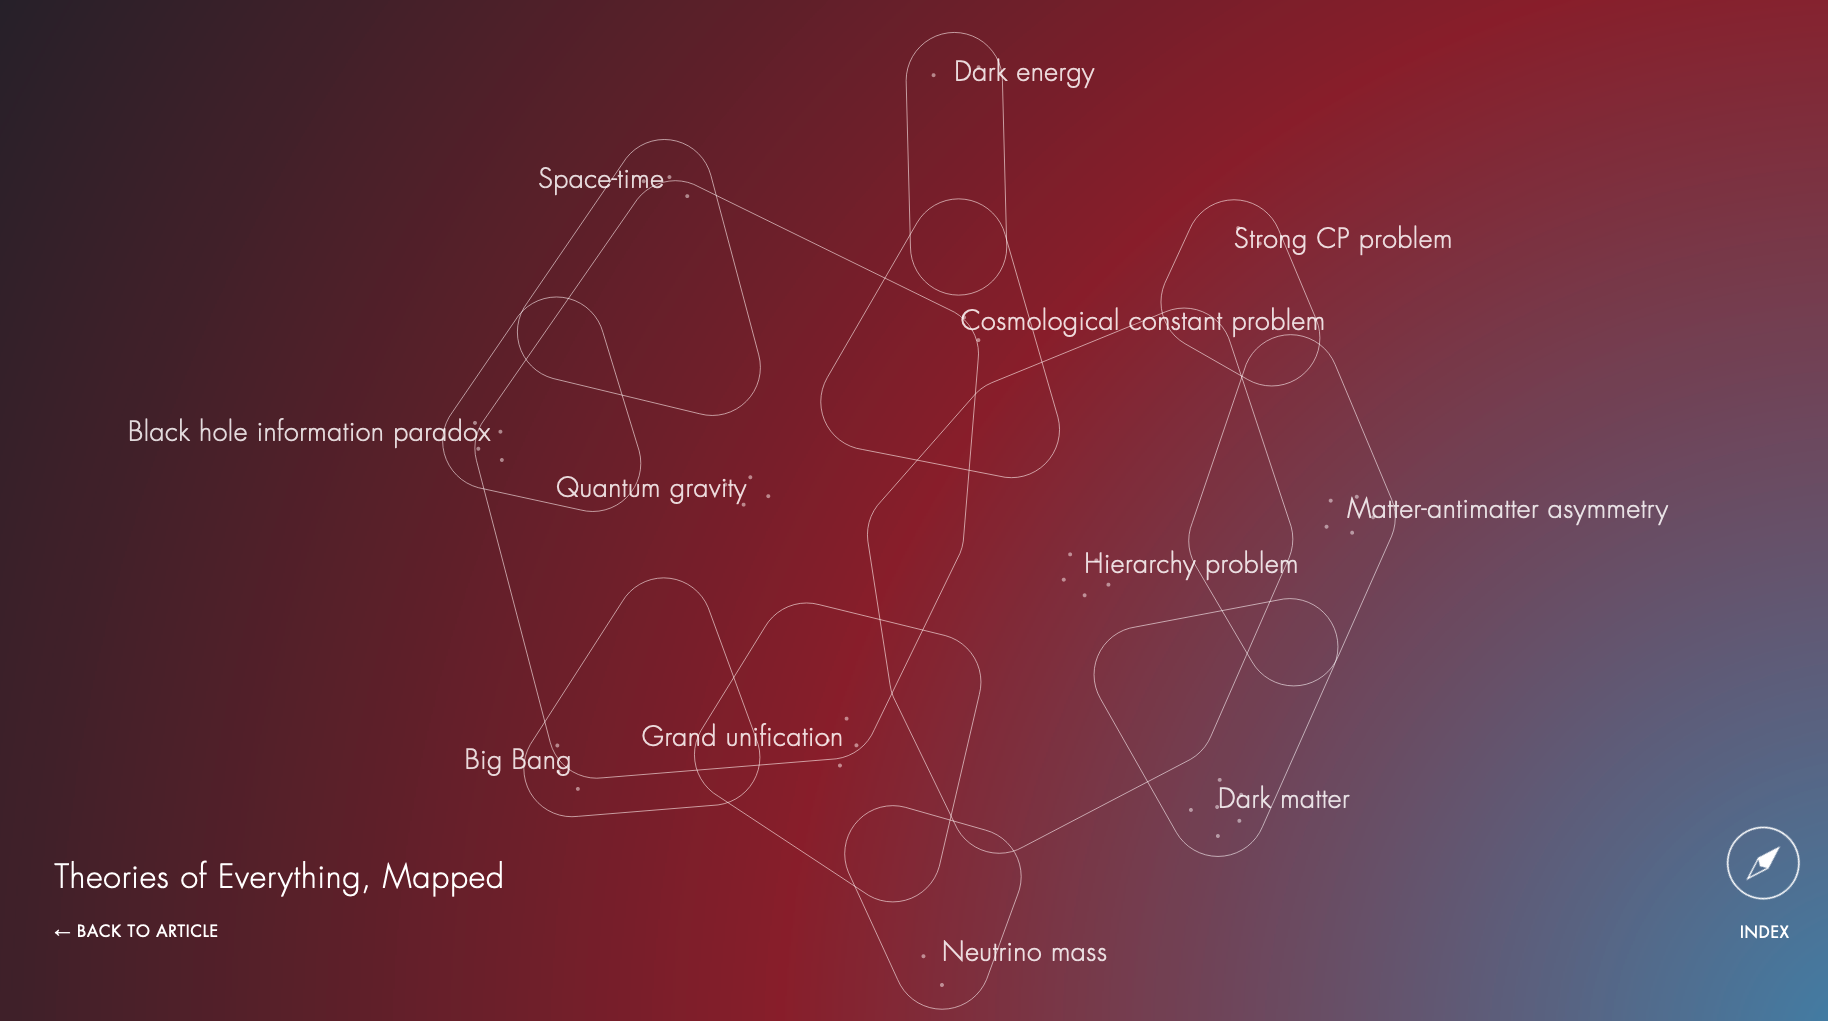 Dark energy
Space-time
Strong CP problem
Cosmological constant problem
Black hole information paradox
Quantum gravity
Matter-antimatter asymmetry
Hierarchy problem
Grand unification
Big Bang
Dark matter
Theories of Everything, Mapped
← BACK TO ARTICLE
INDEX
Neutrino mass